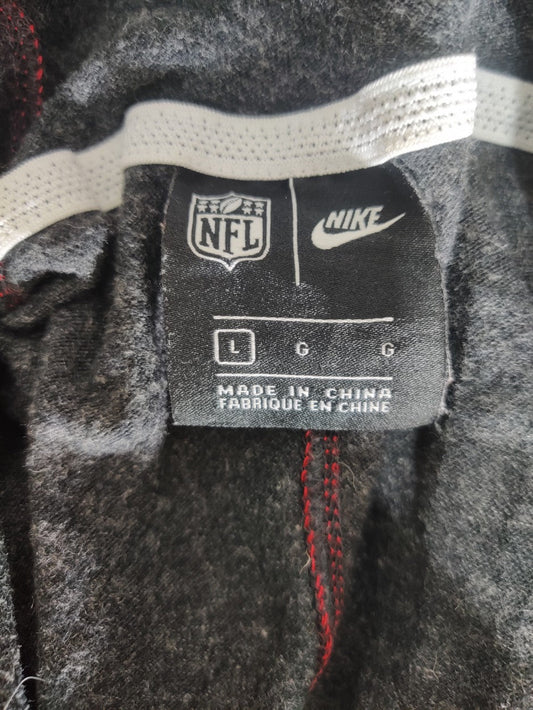 NFL NIKE
L G G
MADE IN CHINA
FABRIQUE EN CHINE